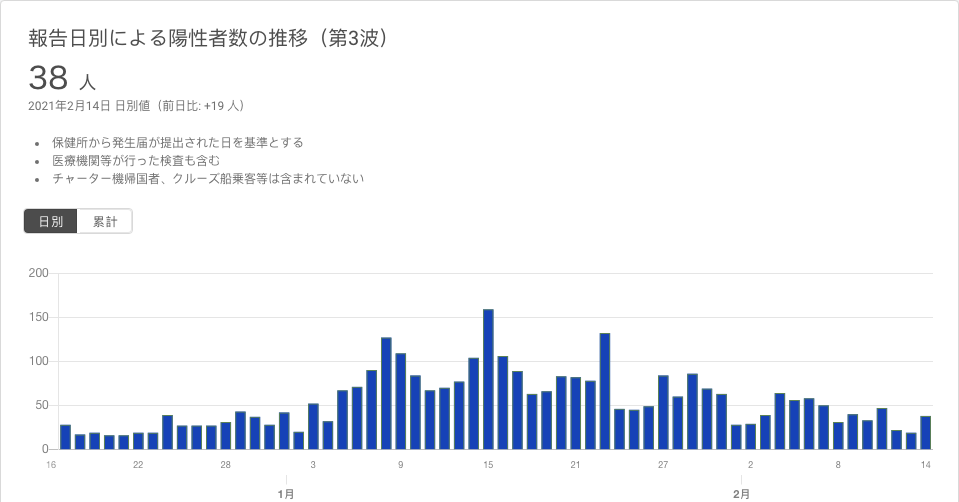 報告日別による陽性者数の推移（第3波）
38 人
2021年2月14日 日別値（前日比: +19 人）
• 保健所から発生届が提出された日を基準とする
• 医療機関等が行った検査も含む
• チャーター機帰国者、クルーズ船乗客等は含まれていない
日別 累計
200
150
100
50
0
16 22 28 3 9 15 21 27 2 8 14
1月 2月